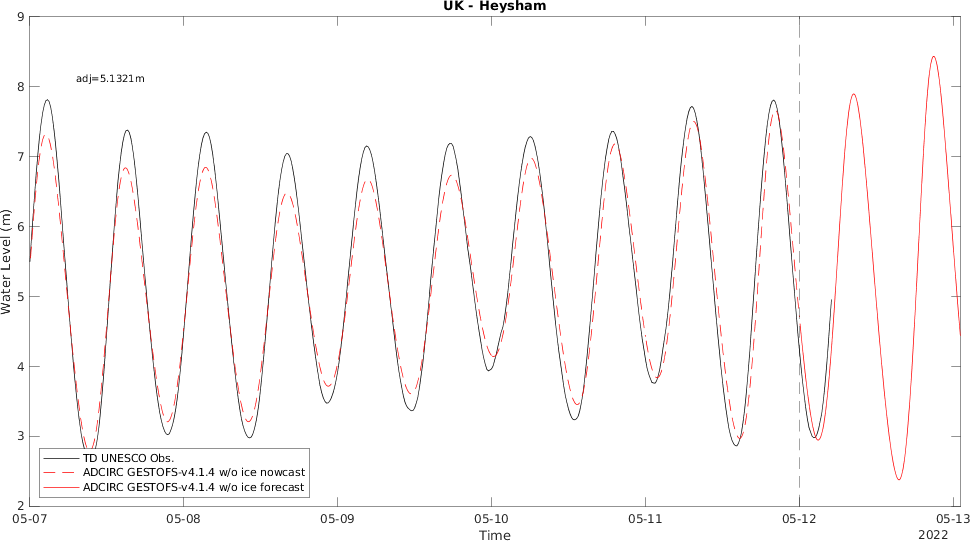 UK - Heysham
adj=5.1321m
9
8
7
6
5
4
3
2
Water Level (m)
TD UNESCO Obs.
ADCIRC GESTOFS-v4.1.4 w/o ice nowcast
ADCIRC GESTOFS-v4.1.4 w/o ice forecast
05-07 05-08 05-09 05-10 05-11 05-12 05-13
Time
2022